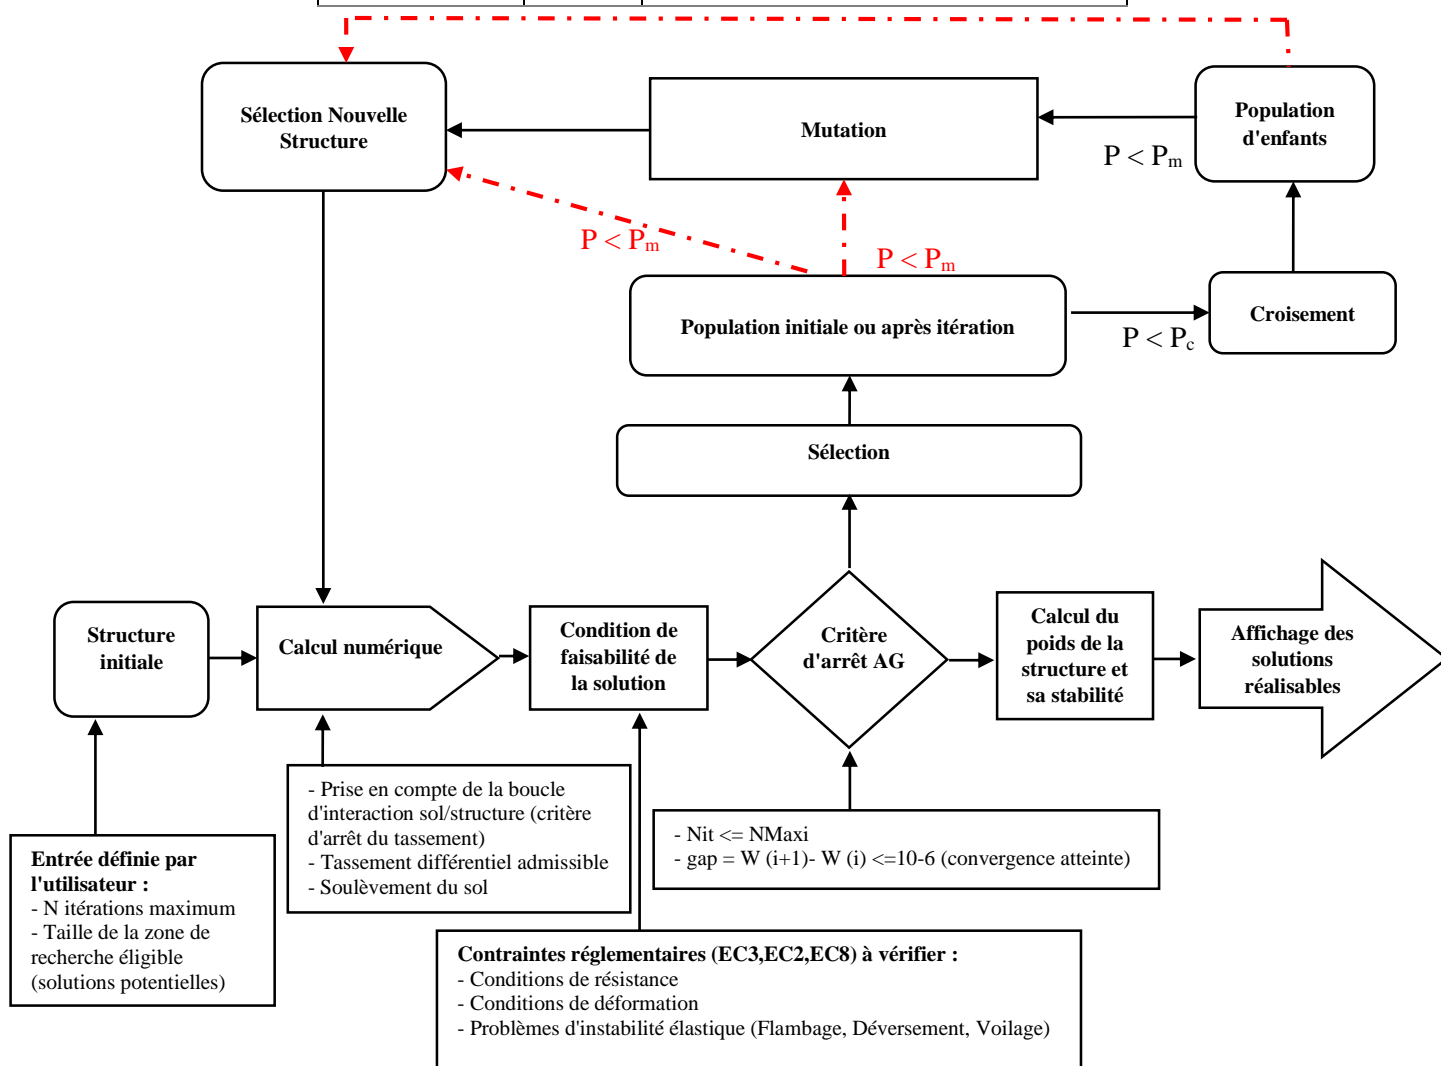 Sélection Nouvelle
Structure
Mutation
Population
d'enfants
P < Pm
P < Pm
P < Pm
Population initiale ou après itération
P < Pc
Croisement
Sélection
Structure
initiale
Calcul numérique
Condition de
faisabilité de
la solution
Critère
d'arrêt AG
Calcul du
poids de la
structure et
sa stabilité
Affichage des
solutions
réalisables
Entrée définie par
l'utilisateur :
- N itérations maximum
- Taille de la zone de
recherche éligible
(solutions potentielles)
- Prise en compte de la boucle
d'interaction sol/structure (critère
d'arrêt du tassement)
- Tassement différentiel admissible
- Soulèvement du sol
- Nit <= NMaxi
- gap = W (i+1)- W (i) <=10-6 (convergence atteinte)
Contraintes réglementaires (EC3,EC2,EC8) à vérifier :
- Conditions de résistance
- Conditions de déformation
- Problèmes d'instabilité élastique (Flambage, Déversement, Voilage)